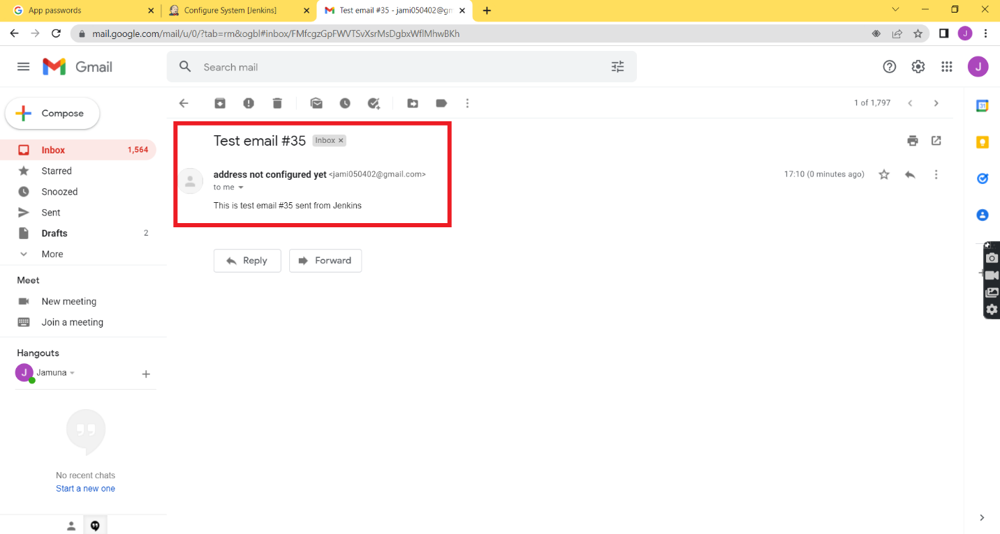 App passwords
Configure System [Jenkins]
Test email #35 - jami050402@gm
mail.google.com/mail/u/0/?tab=rm&ogbl#inbox/FMfcgzGpFWVTSvXsrMsDgbxWflMhwBKh
J
Gmail
Search mail
J
Compose
1 of 1,797
31
Inbox 1,564
Starred
Snoozed
Sent
Drafts 2
More
Meet
New meeting
Join a meeting
Hangouts
J Jamuna
No recent chats
Start a new one
Test email #35 Inbox ×
address not configured yet <jami050402@gmail.com> 17:10 (0 minutes ago)
to me
This is test email #35 sent from Jenkins
Reply
Forward